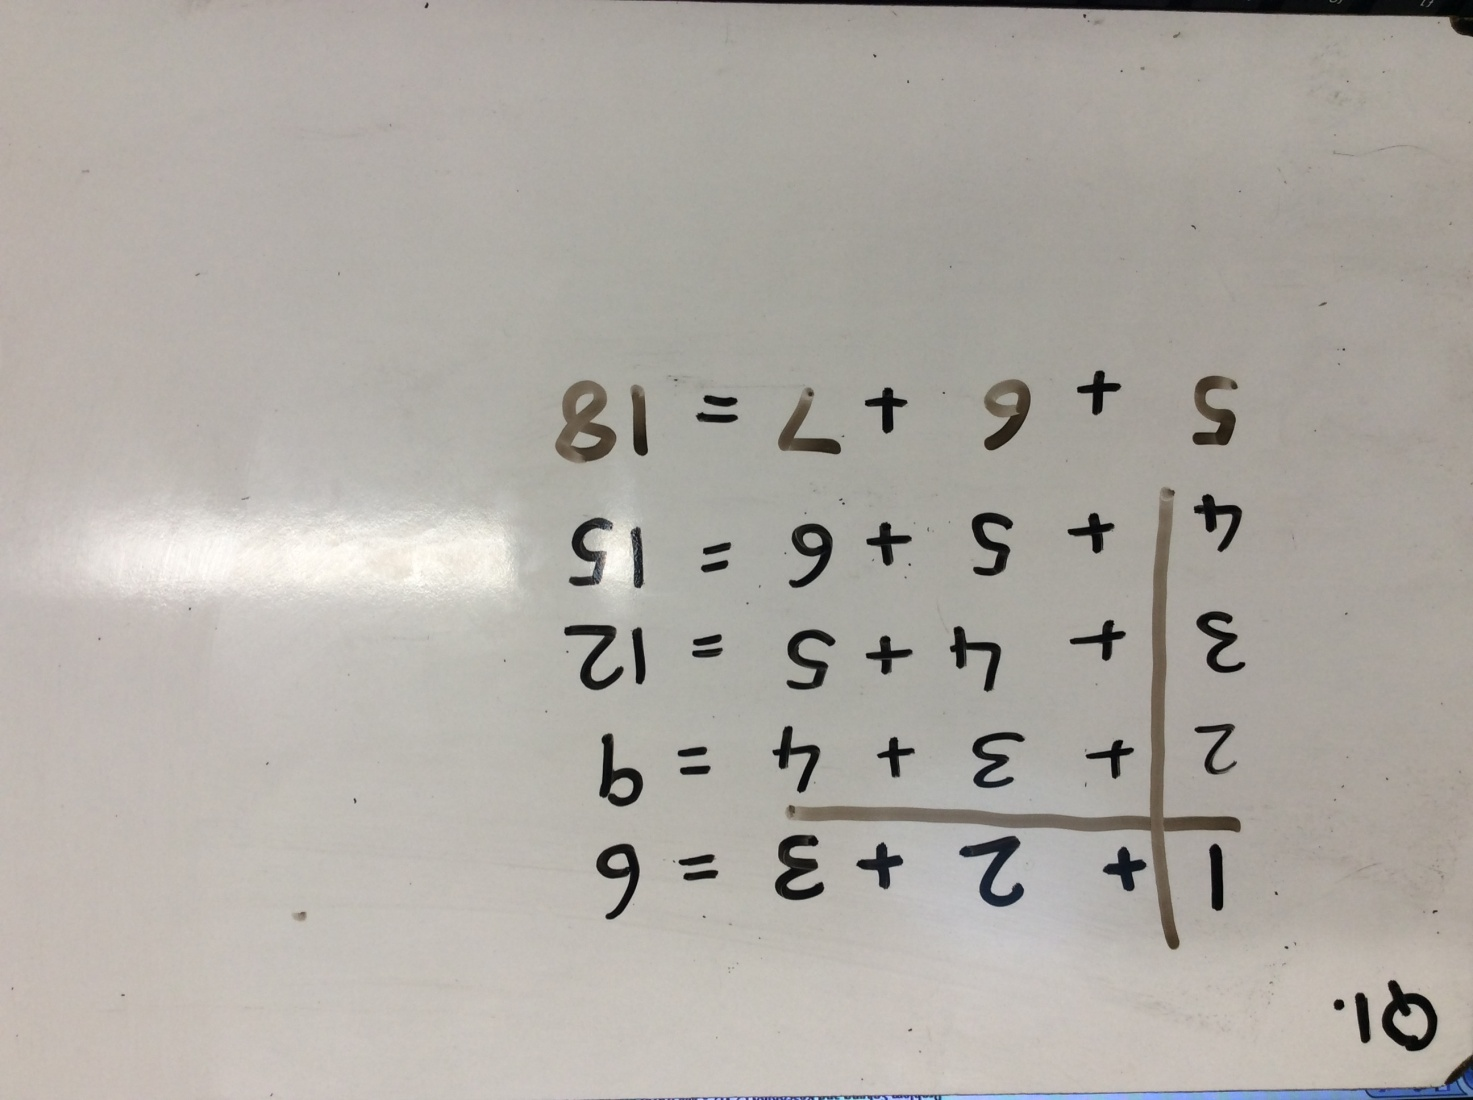 Q1.
1 + 2 + 3 = 6
2 + 3 + 4 = 9
3 + 4 + 5 = 12
4 + 5 + 6 = 15
5 + 6 + 7 = 18